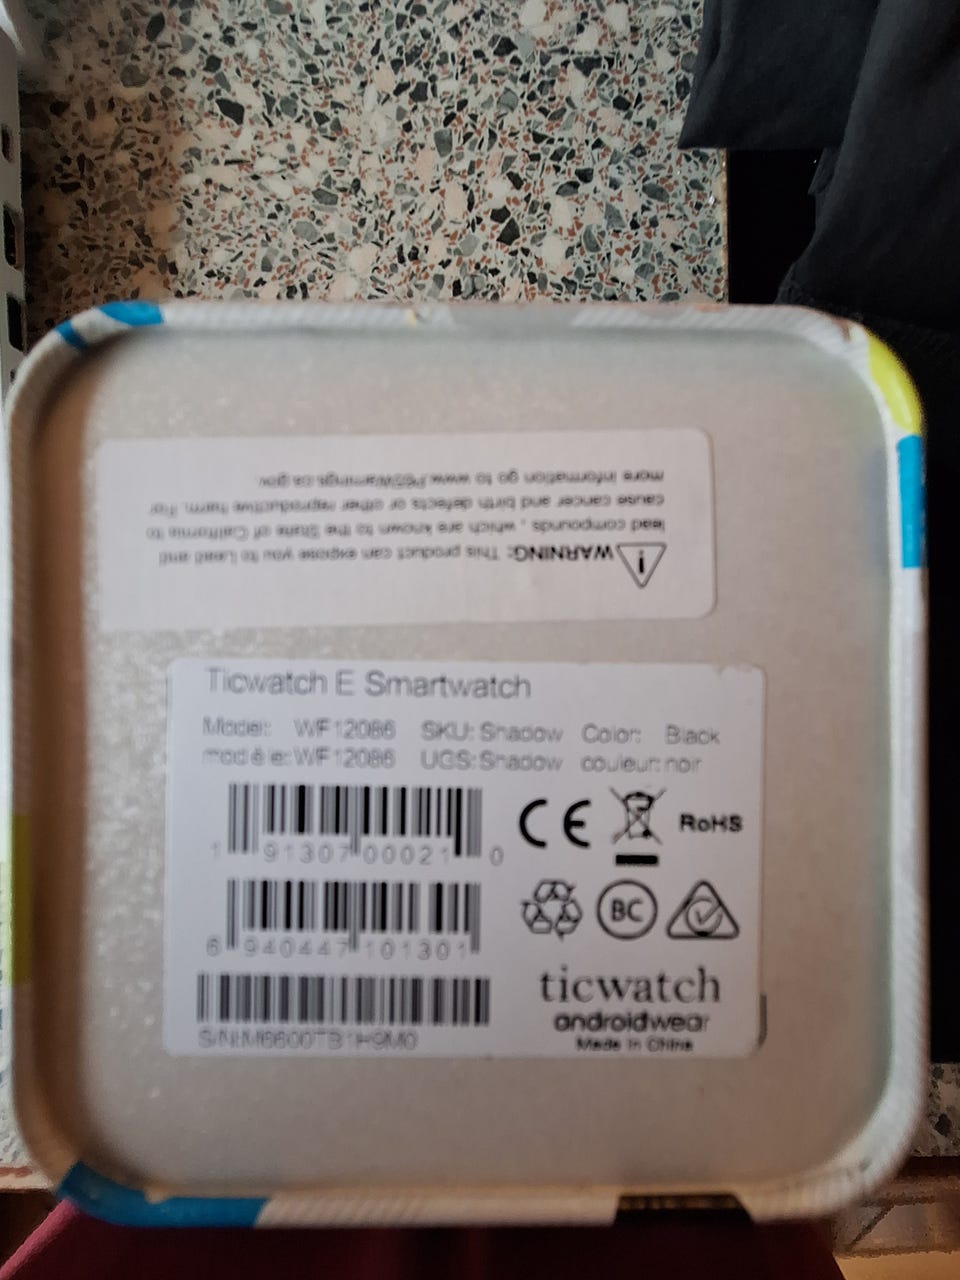 WARNING: This product can expose you to Lead and
lead compounds , which are known to the State of California to
cause cancer and birth defects or other reproductive harm. For
more information go to www.P65Warnings.ca.gov.
Ticwatch E Smartwatch
Model: WF12086 SKU: Shadow Color: Black
modèle: WF12086 UGS: Shadow couleur: noir
1 91307 00021 0
CE RoHS
6 940447 101301
BC
ticwatch
androidwear
S/N:M6600TB1H9M0
Made in China